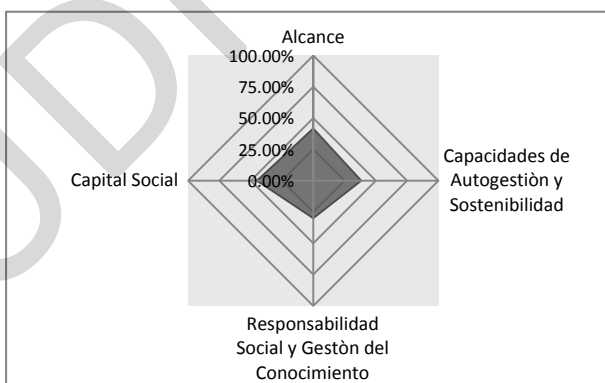 Alcance
100.00%
75.00%
50.00%
25.00%
0.00%
Capital Social
Capacidades de
Autogestiòn y
Sostenibilidad
Responsabilidad
Social y Gestòn del
Conocimiento